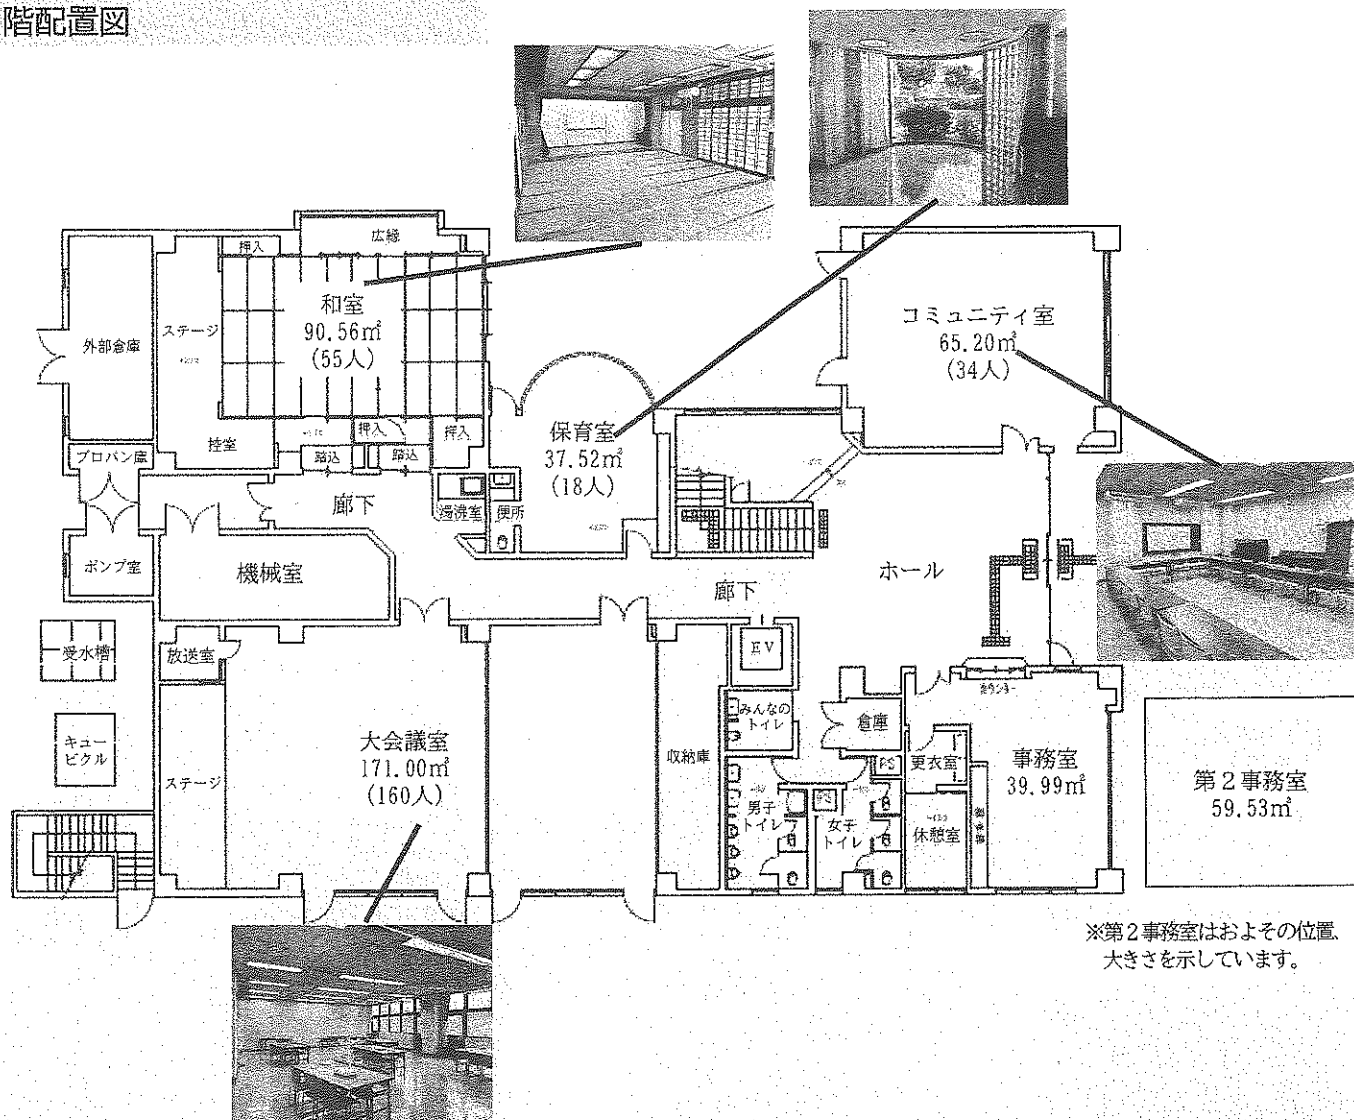 階配置図
広縁
押入
和室
90.56㎡
(55人)
ステージ
外部倉庫
控室
押入
押入
踏込
踏込
プロパン庫
廊下
湯沸室
便所
保育室
37.52㎡
(18人)
コミュニティ室
65.20㎡
(34人)
ポンプ室
機械室
廊下
ホール
受水槽
放送室
EV
カウンター
キュー
ビクル
ステージ
大会議室
171.00㎡
(160人)
収納庫
みんなの
トイレ
倉庫
PS
更衣室
事務室
39.99㎡
男子
トイレ
PS
女子
トイレ
休憩室
第2事務室
59.53㎡
※第2事務室はおよその位置、
大きさを示しています。